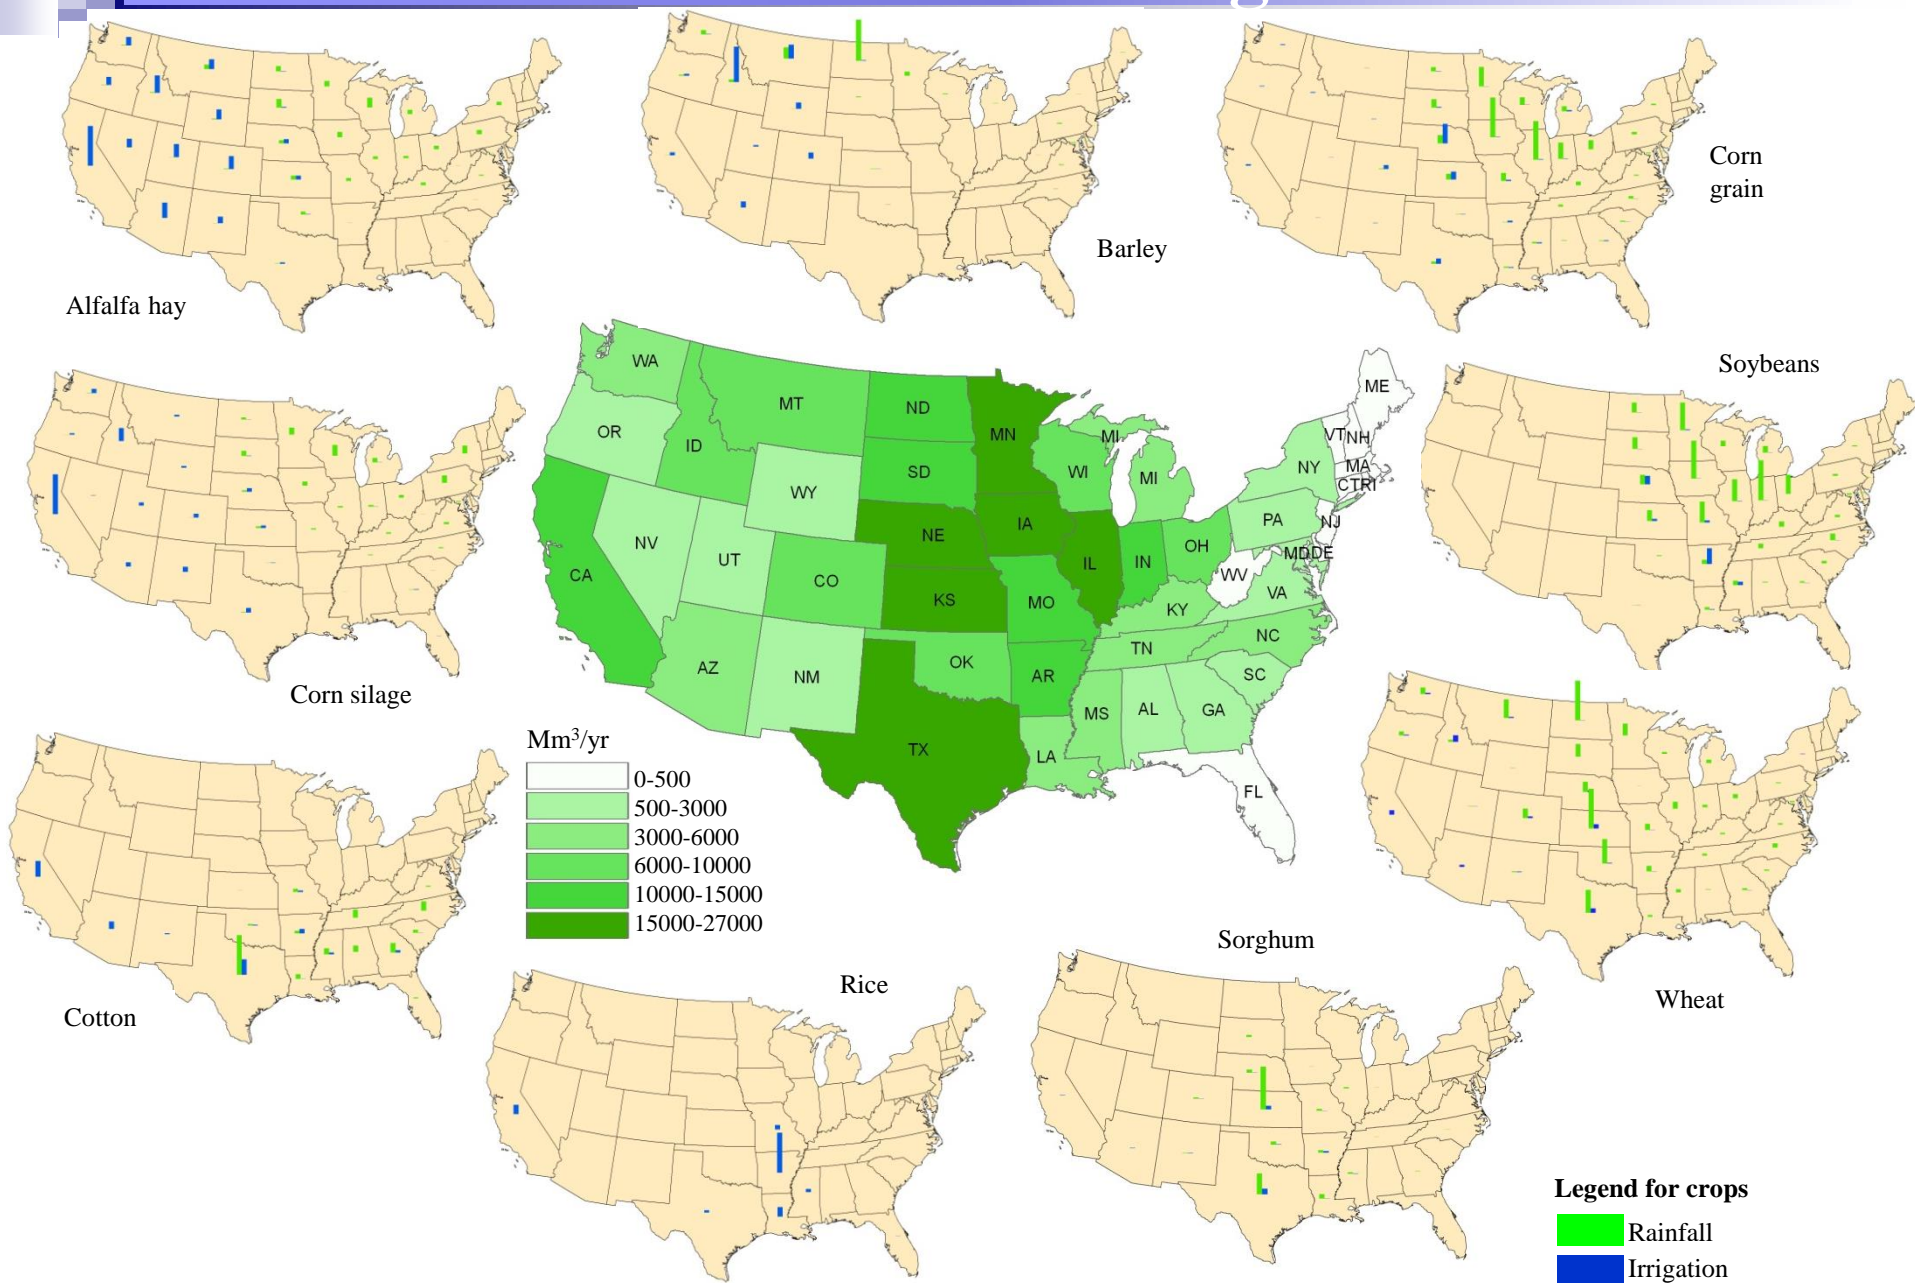 Alfalfa hay
Barley
Corn
grain
Corn silage
Soybeans
WA
OR
MT
ID
ND
MN
SD
WY
WI
MI
MI
ME
VT
NH
NY
MA
CT
RI
NV
UT
CO
CA
NE
IA
IL
IN
OH
PA
NJ
MD
DE
WV
VA
KS
MO
KY
TN
NC
AZ
NM
OK
AR
SC
MS
AL
GA
TX
LA
FL
Mm³/yr
0-500
500-3000
3000-6000
6000-10000
10000-15000
15000-27000
Cotton
Rice
Sorghum
Wheat
Legend for crops
Rainfall
Irrigation